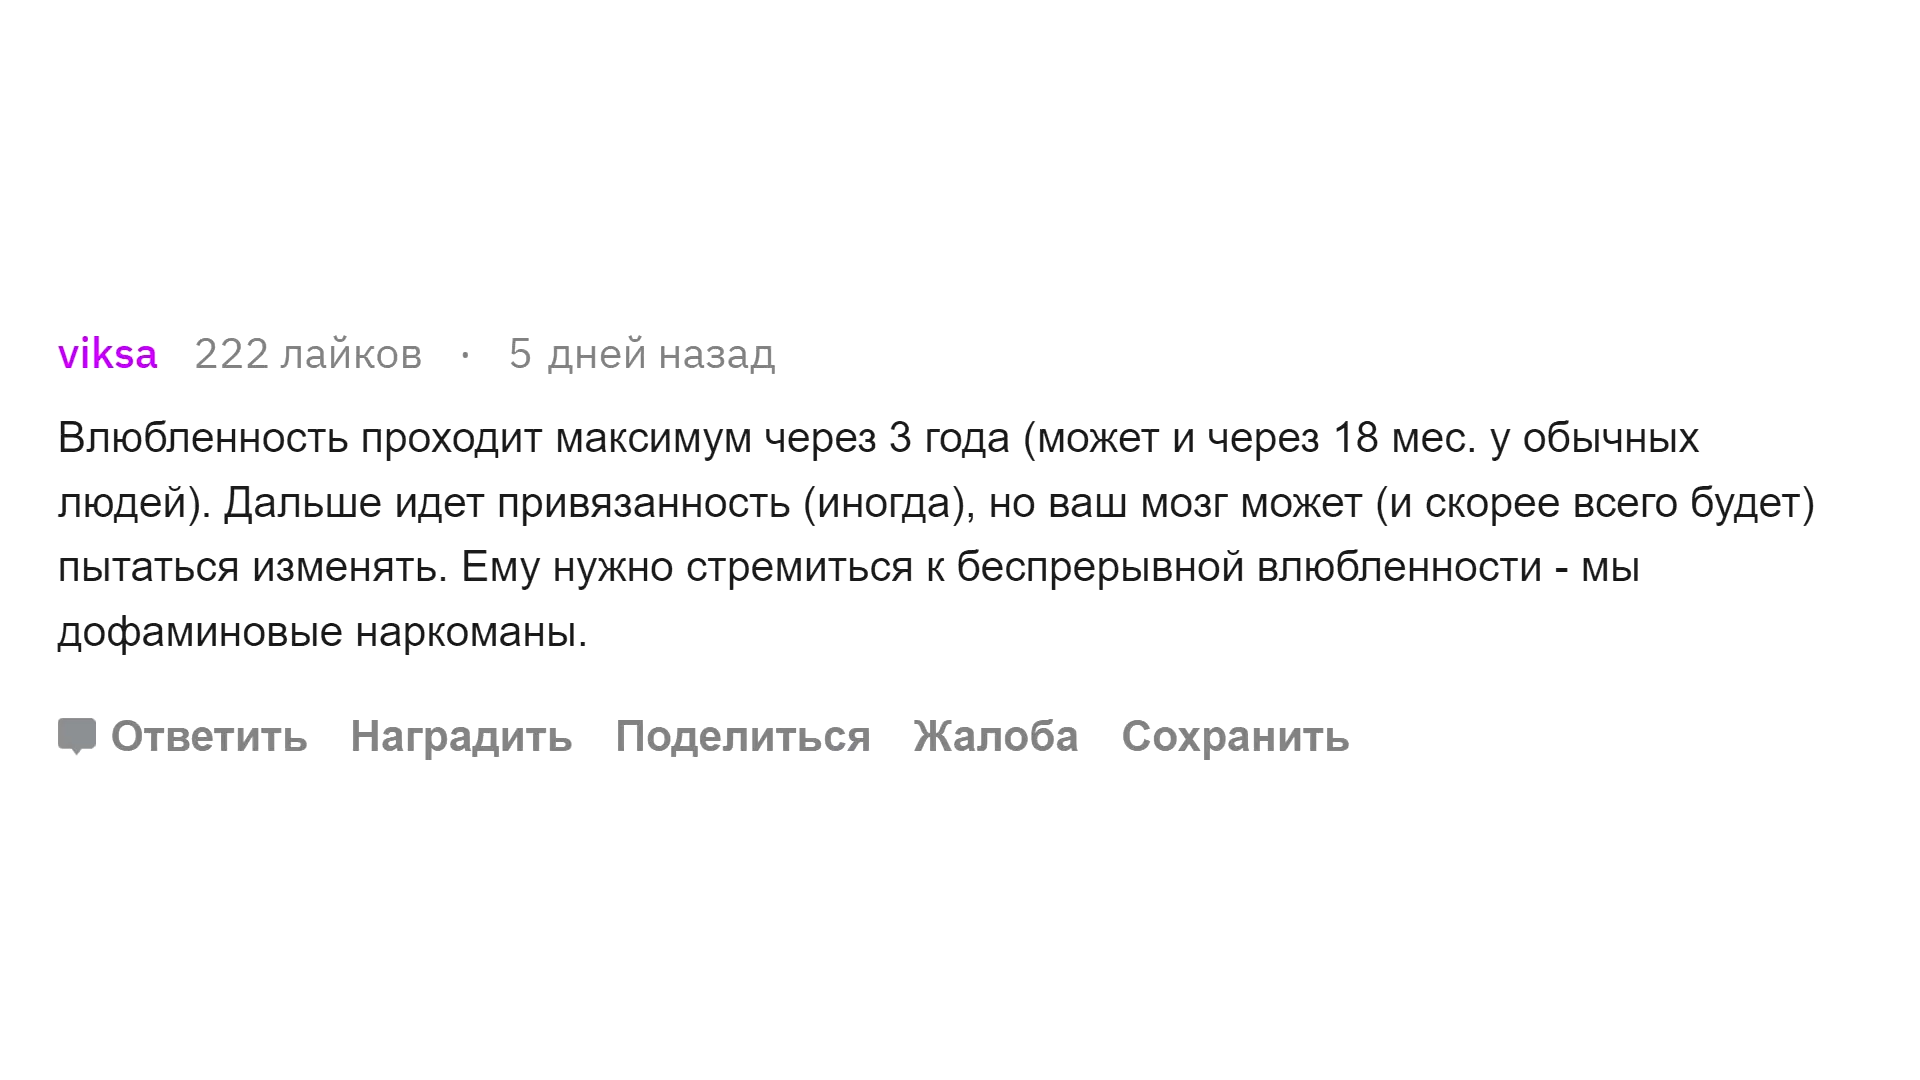 viksa 222 лайков · 5 дней назад
Влюбленность проходит максимум через 3 года (может и через 18 мес. у обычных
людей). Дальше идет привязанность (иногда), но ваш мозг может (и скорее всего будет)
пытаться изменять. Ему нужно стремиться к беспрерывной влюбленности - мы
дофаминовые наркоманы.
Ответить Наградить Поделиться Жалоба Сохранить